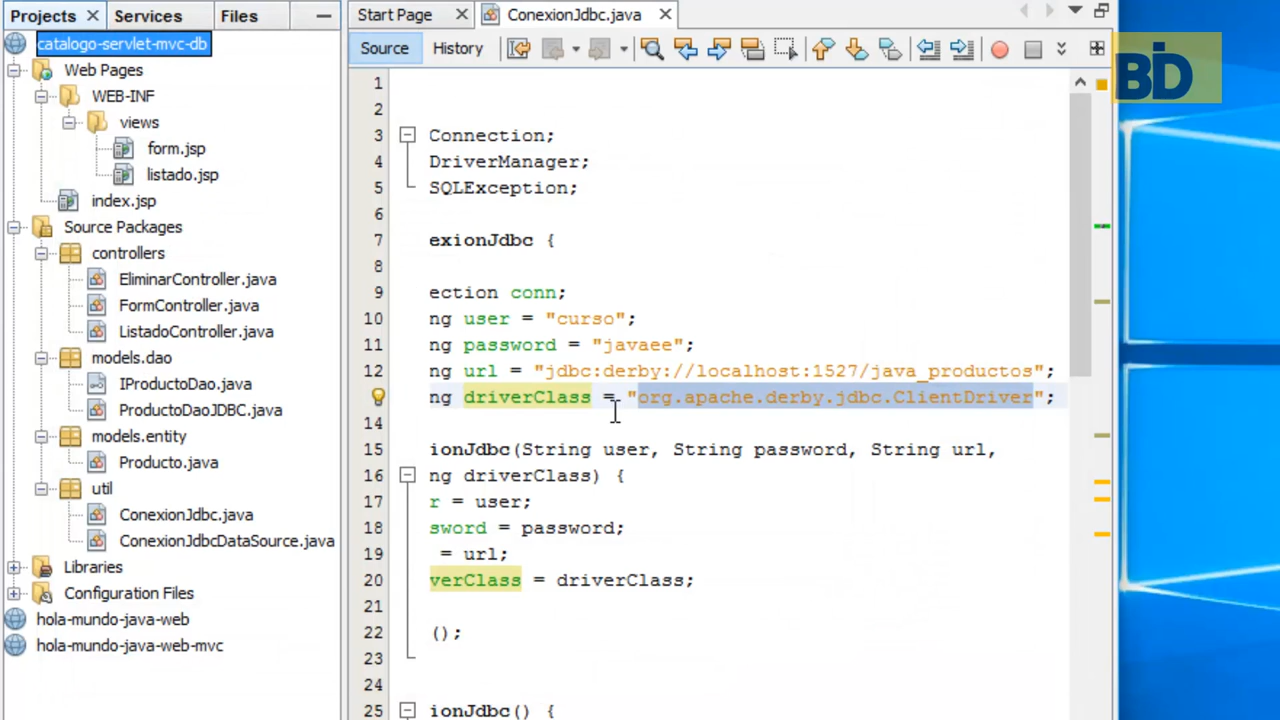 Projects
Services
Files
catalogo-servlet-mvc-db
Web Pages
WEB-INF
views
form.jsp
listado.jsp
index.jsp
Source Packages
controllers
EliminarController.java
FormController.java
ListadoController.java
models.dao
IProductoDao.java
ProductoDaoJDBC.java
models.entity
Producto.java
util
ConexionJdbc.java
ConexionJdbcDataSource.java
Libraries
Configuration Files
hola-mundo-java-web
hola-mundo-java-web-mvc
Start Page
ConexionJdbc.java
Source
History
1
2
3 Connection;
4 DriverManager;
5 SQLException;
6
7 exionJdbc {
8
9 ection conn;
10 ng user = "curso";
11 ng password = "javaee";
12 ng url = "jdbc:derby://localhost:1527/java_productos";
ng driverClass = "org.apache.derby.jdbc.ClientDriver";
14
15 ionJdbc(String user, String password, String url,
16 ng driverClass) {
17 r = user;
18 sword = password;
19 = url;
20 verClass = driverClass;
21
22 ();
23
24
25 ionJdbc() {
BID